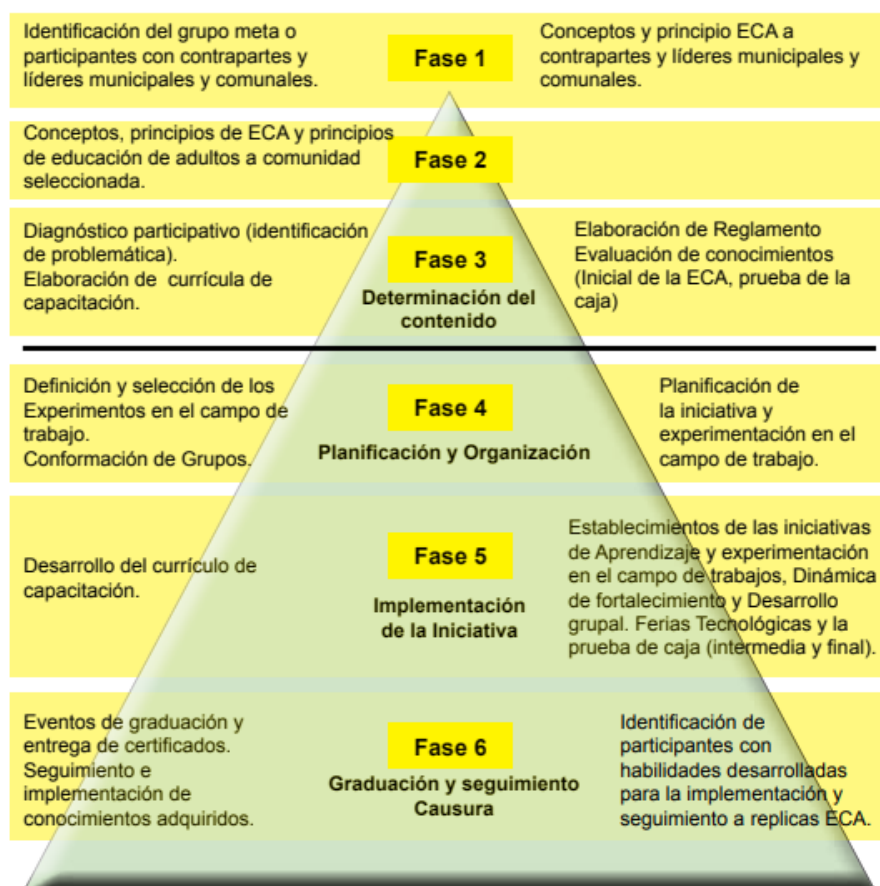 Identificación del grupo meta o
participantes con contrapartes y
líderes municipales y comunales.
Fase 1
Conceptos y principio ECA a
contrapartes y líderes municipales y
comunales.
Conceptos, principios de ECA y principios
de educación de adultos a comunidad
seleccionada.
Fase 2
Diagnóstico participativo (identificación
de problemática).
Elaboración de currícula de
capacitación.
Fase 3
Determinación del
contenido
Elaboración de Reglamento
Evaluación de conocimientos
(Inicial de la ECA, prueba de la
caja)
Definición y selección de los
Experimentos en el campo de
trabajo.
Conformación de Grupos.
Fase 4
Planificación y Organización
Planificación de
la iniciativa y
experimentación en el
campo de trabajo.
Desarrollo del currículo de
capacitación.
Fase 5
Implementación
de la Iniciativa
Establecimientos de las iniciativas
de Aprendizaje y experimentación
en el campo de trabajos, Dinámica
de fortalecimiento y Desarrollo
grupal. Ferias Tecnológicas y la
prueba de caja (intermedia y final).
Eventos de graduación y
entrega de certificados.
Seguimiento e
implementación de
conocimientos adquiridos.
Fase 6
Graduación y seguimiento
Causura
Identificación de
participantes con
habilidades desarrolladas
para la implementación y
seguimiento a replicas ECA.